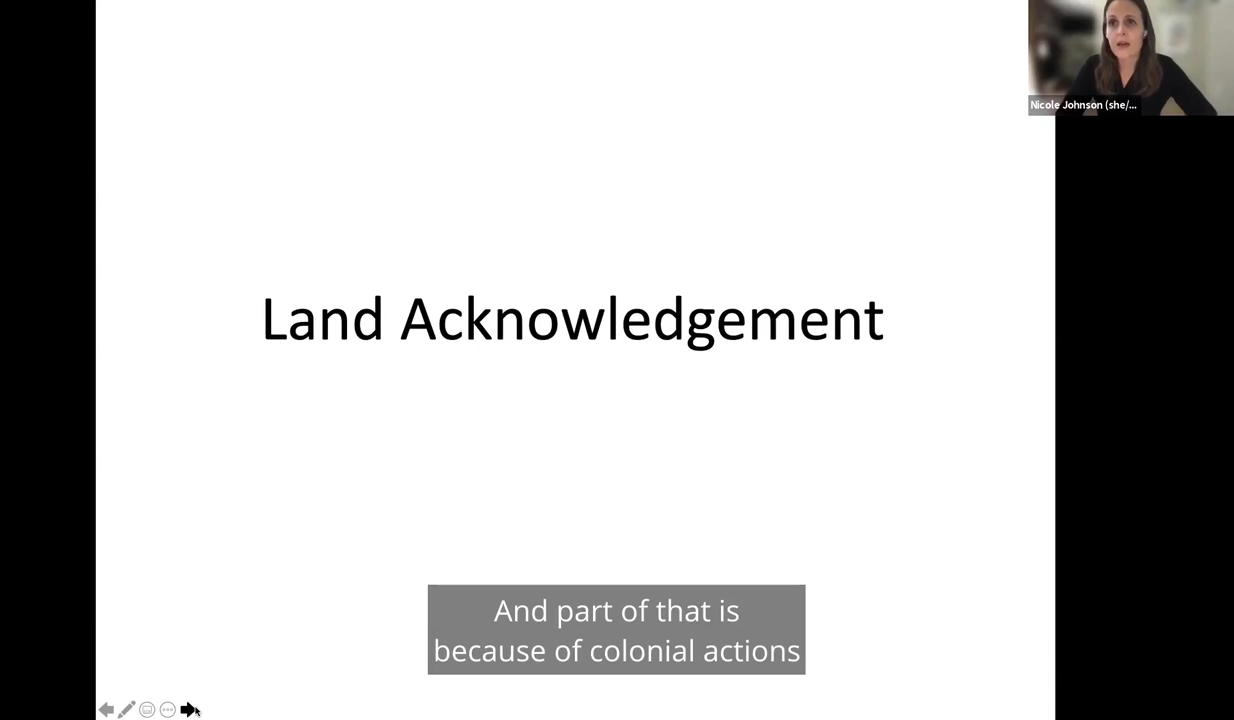 Nicole Johnson (she/...
Land Acknowledgement
And part of that is
because of colonial actions